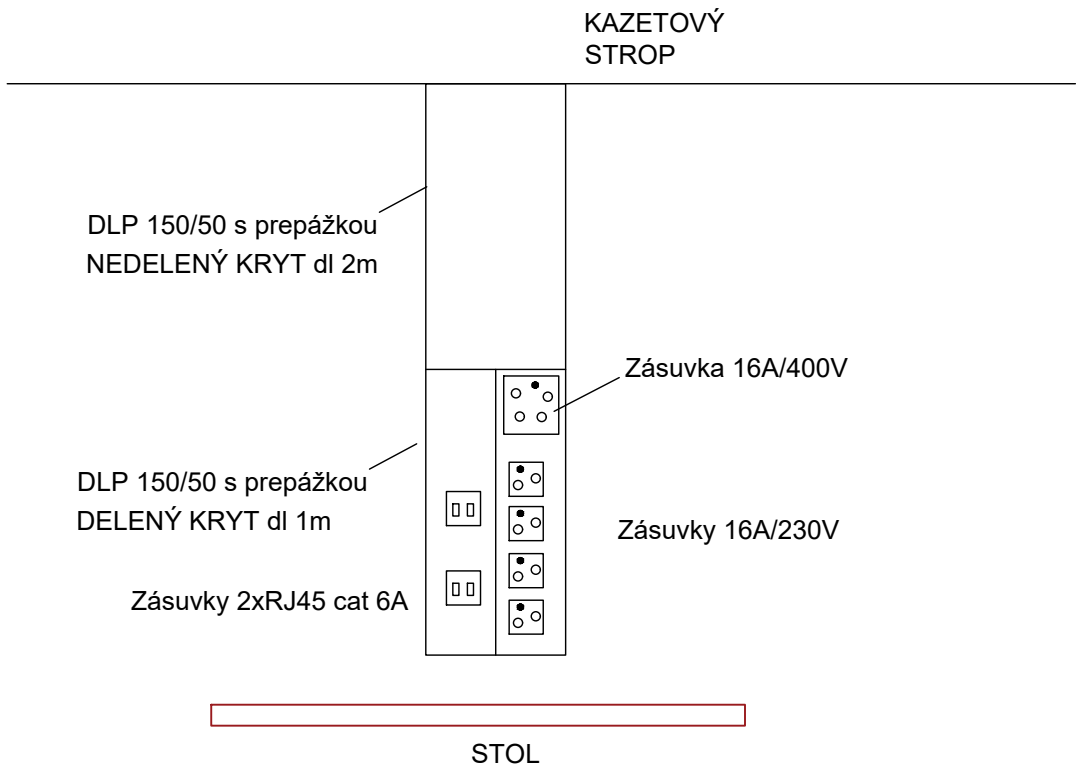 KAZETOVÝ
STROP
DLP 150/50 s prepážkou
NEDELENÝ KRYT dl 2m
Zásuvka 16A/400V
DLP 150/50 s prepážkou
DELENÝ KRYT dl 1m
Zásuvky 16A/230V
Zásuvky 2xRJ45 cat 6A
STOL